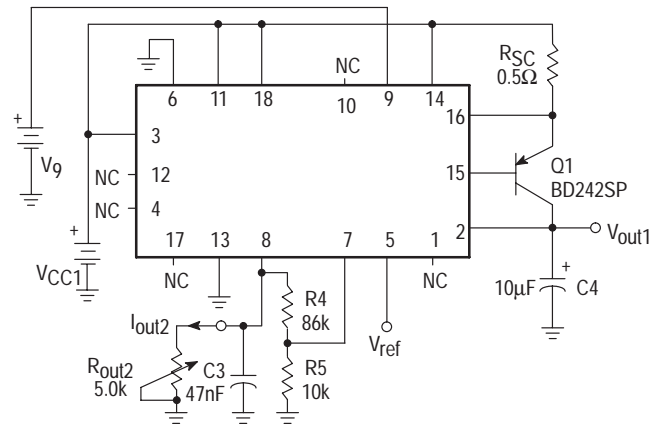 NC
RSC
0.5Ω
6
11
18
10
9
14
16
+
V9
3
NC
12
NC
4
15
Q1
BD242SP
2
Vout1
+
VCC1
17
13
8
7
5
1
NC
NC
10µF
+
C4
Iout2
R4
86k
Vref
Rout2
5.0k
C3
47nF
R5
10k